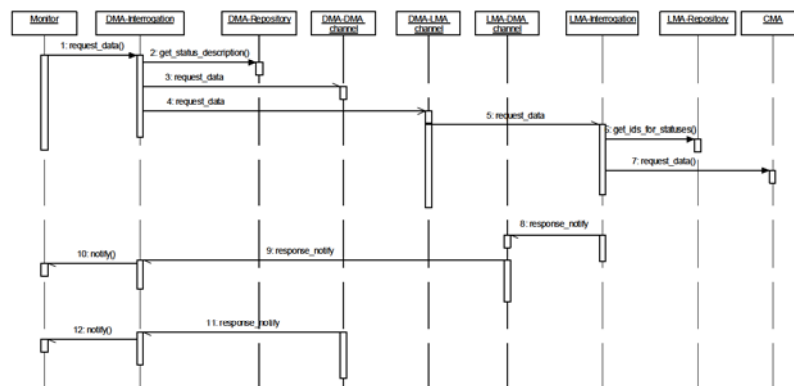 Monitor
DMA-Interrogation
DMA-Repository
DMA-DMA
channel
DMA-LMA
channel
LMA-DMA
channel
LMA-Interrogation
LMA-Repository
CMA
1: request_data()
2: get_status_description()
3: request_data
4: request_data
5: request_data
6: get_ids_for_statuses()
7: request_data()
8: response_notify
9: response_notify
10: notify()
11: response_notify
12: notify()